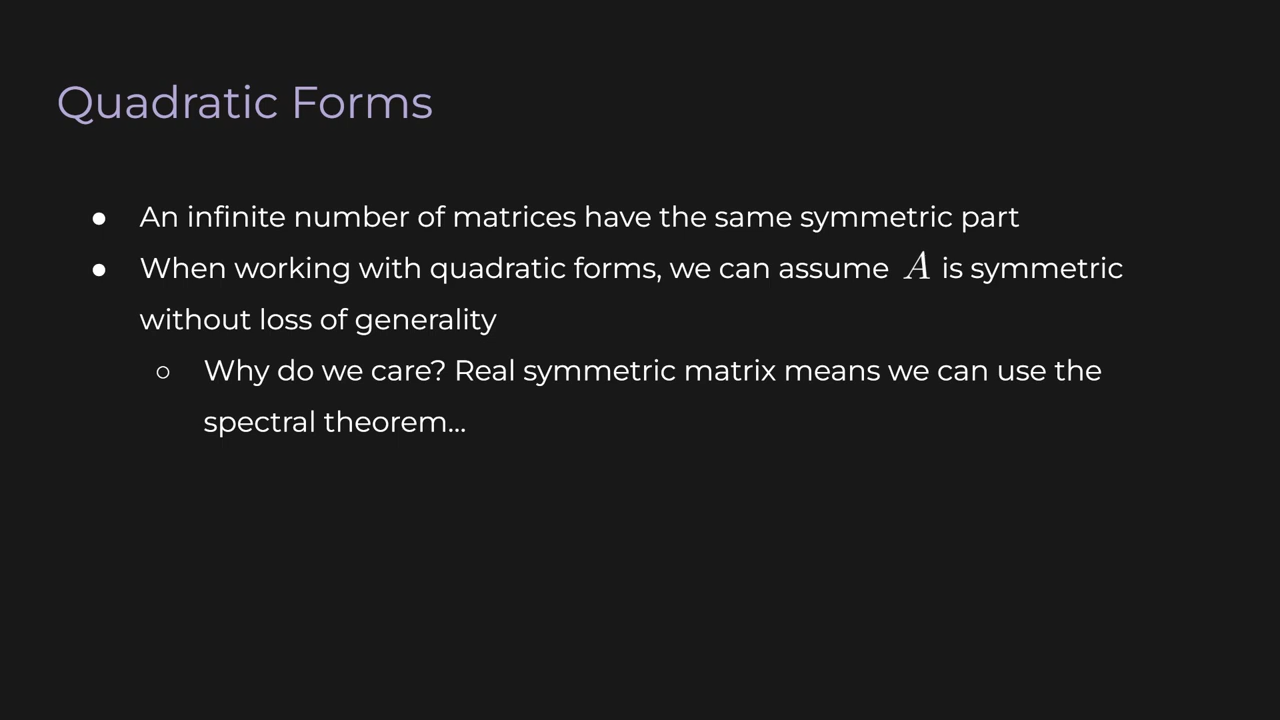 Quadratic Forms
● An infinite number of matrices have the same symmetric part
● When working with quadratic forms, we can assume A is symmetric
without loss of generality
○ Why do we care? Real symmetric matrix means we can use the
spectral theorem...